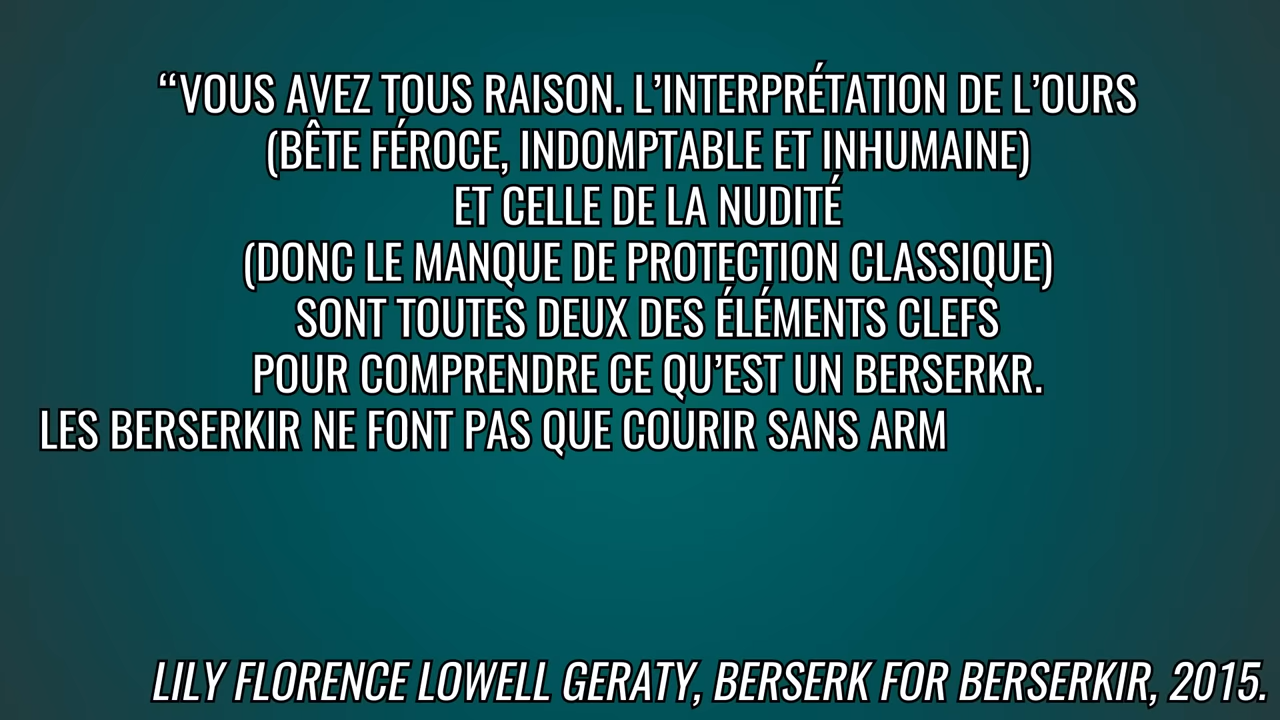 “VOUS AVEZ TOUS RAISON. L’INTERPRÉTATION DE L’OURS
(BÊTE FÉROCE, INDOMPTABLE ET INHUMAINE)
ET CELLE DE LA NUDITÉ
(DONC LE MANQUE DE PROTECTION CLASSIQUE)
SONT TOUTES DEUX DES ÉLÉMENTS CLEFS
POUR COMPRENDRE CE QU’EST UN BERSERKR.
LES BERSERKIR NE FONT PAS QUE COURIR SANS ARM
LILY FLORENCE LOWELL GERATY, BERSERK FOR BERSERKIR, 2015.